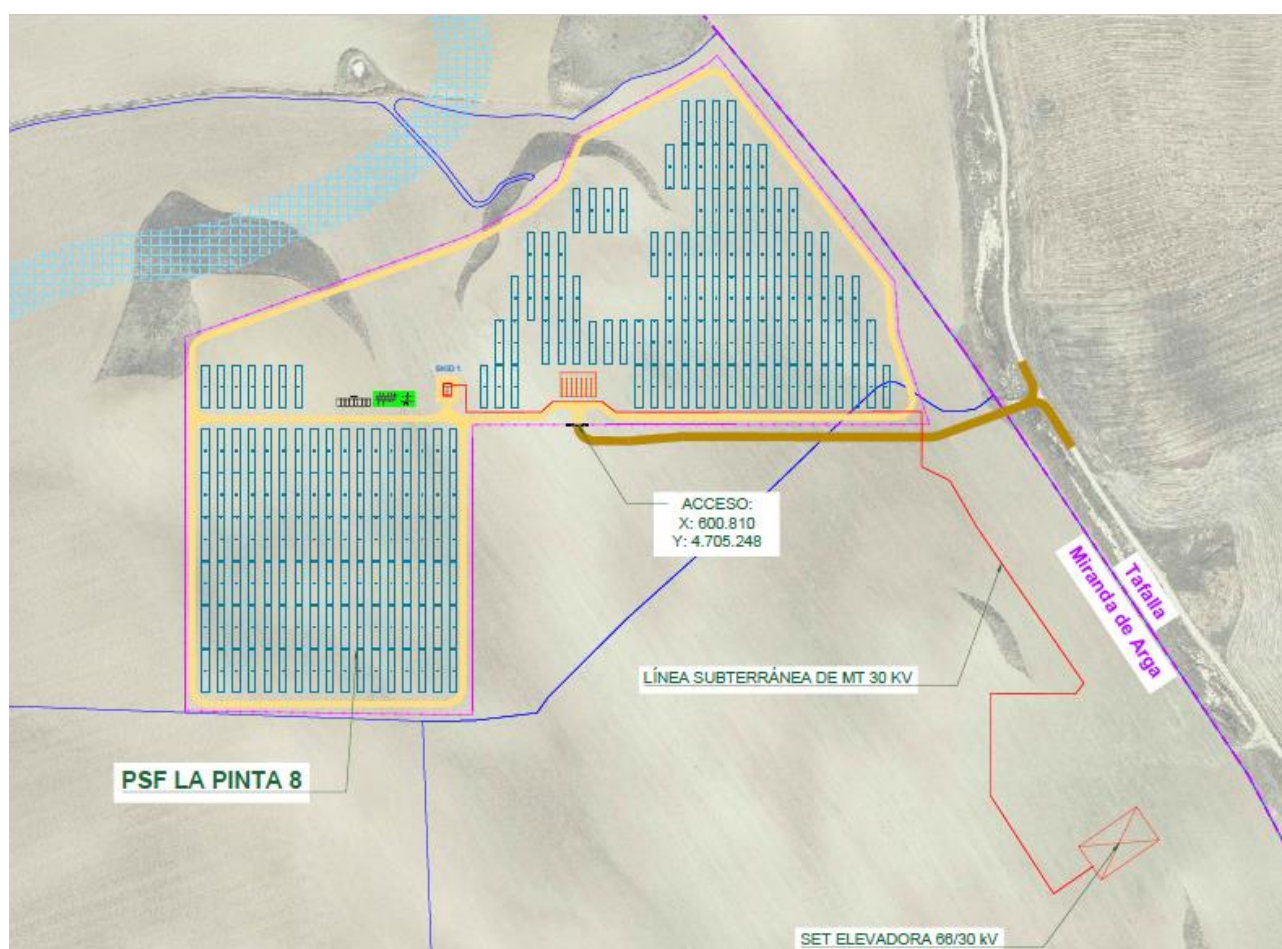 SKID 1
ACCESO:
X: 600.810
Y: 4.705.248
Tafalla
Miranda de Arga
LÍNEA SUBTERRÁNEA DE MT 30 KV
PSF LA PINTA 8
SET ELEVADORA 66/30 kV